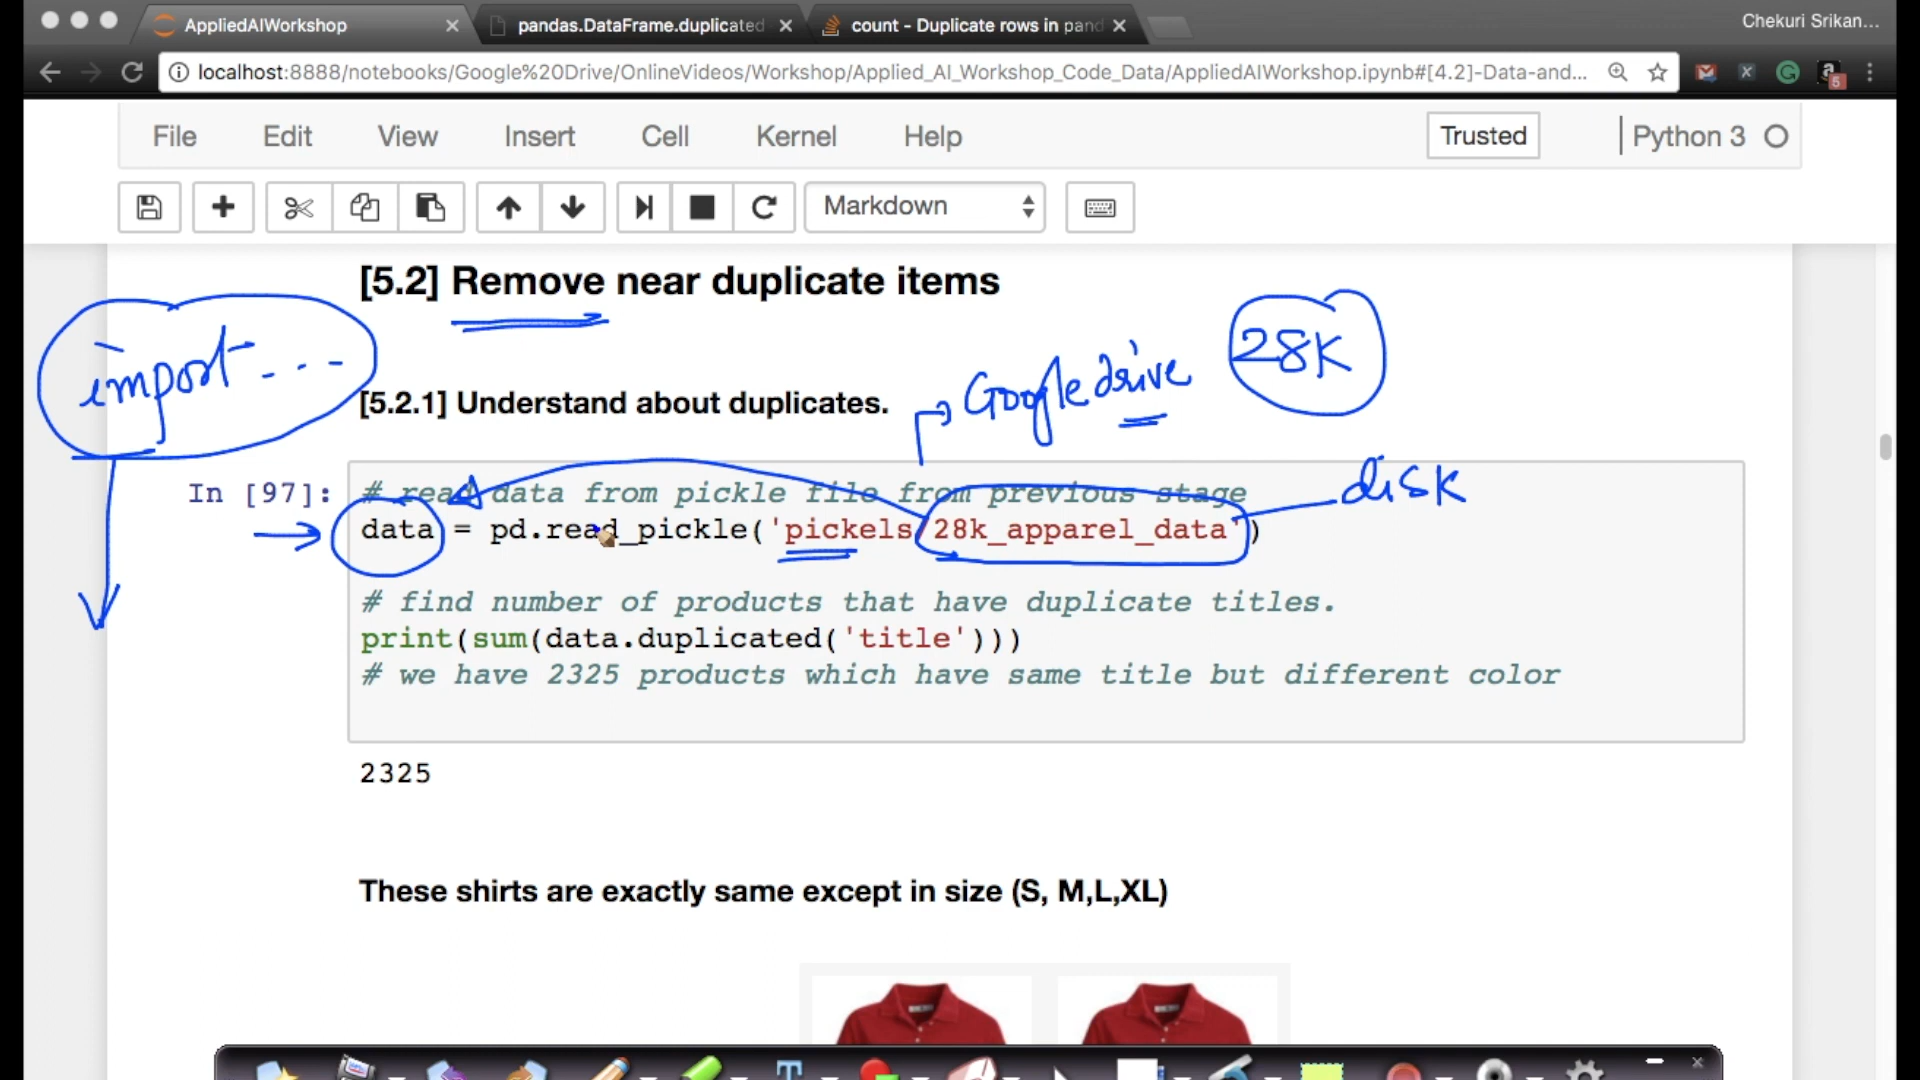 AppliedAIWorkshop
pandas.DataFrame.duplicated
count - Duplicate rows in pand
Chekuri Srikan...
localhost:8888/notebooks/Google%20Drive/OnlineVideos/Workshop/Applied_AI_Workshop_Code_Data/AppliedAIWorkshop.ipynb#[4.2]-Data-and...
5
File Edit View Insert Cell Kernel Help Trusted Python 3
Markdown
[5.2] Remove near duplicate items
28K
import ...
Google drive
[5.2.1] Understand about duplicates.
disk
In [97]: # read data from pickle file from previous stage
data = pd.read_pickle('pickels/28k_apparel_data')
# find number of products that have duplicate titles.
print(sum(data.duplicated('title')))
# we have 2325 products which have same title but different color
2325
These shirts are exactly same except in size (S, M,L,XL)